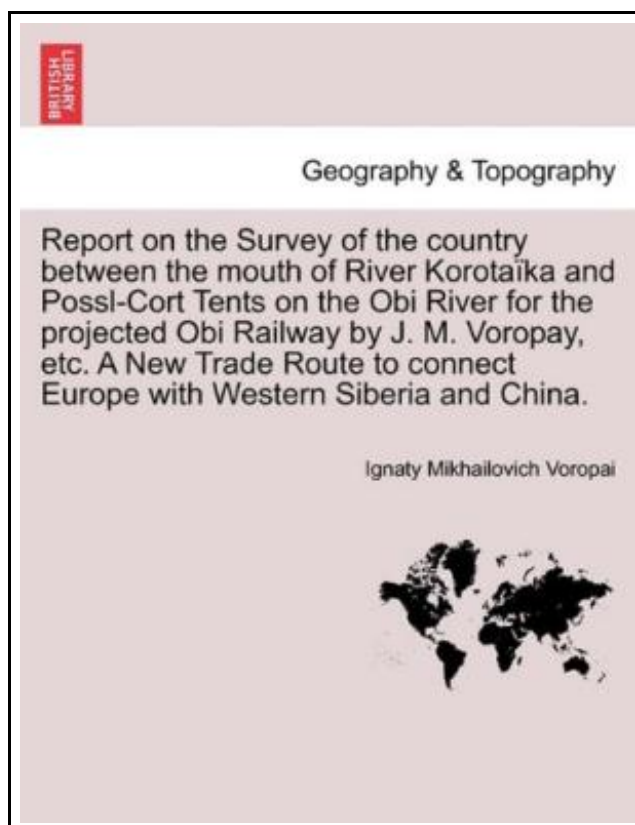 BRITISH
LIBRARY
Geography & Topography
Report on the Survey of the country
between the mouth of River Korotaïka and
Possl-Cort Tents on the Obi River for the
projected Obi Railway by J. M. Voropay,
etc. A New Trade Route to connect
Europe with Western Siberia and China.
Ignaty Mikhailovich Voropai